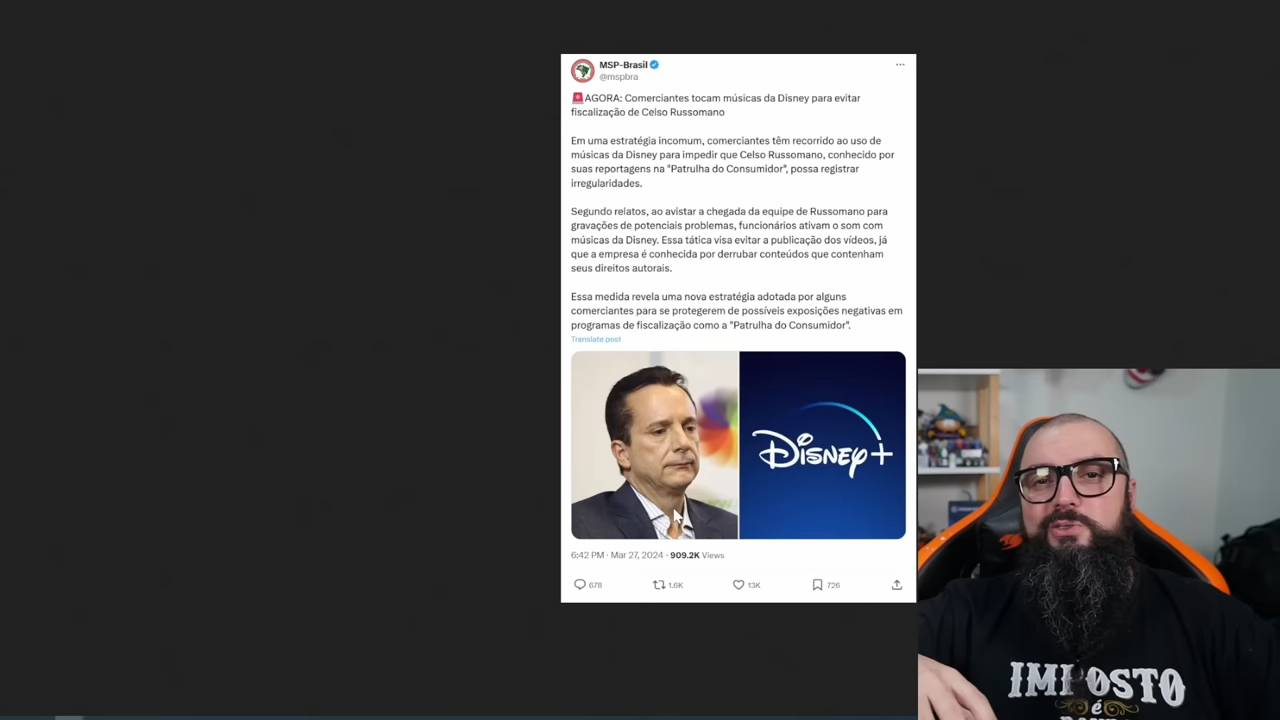 MSP-Brasil
@mspbra
🚨AGORA: Comerciantes tocam músicas da Disney para evitar
fiscalização de Celso Russomano
Em uma estratégia incomum, comerciantes têm recorrido ao uso de
músicas da Disney para impedir que Celso Russomano, conhecido por
suas reportagens na "Patrulha do Consumidor", possa registrar
irregularidades.
Segundo relatos, ao avistar a chegada da equipe de Russomano para
gravações de potenciais problemas, funcionários ativam o som com
músicas da Disney. Essa tática visa evitar a publicação dos vídeos, já
que a empresa é conhecida por derrubar conteúdos que contenham
seus direitos autorais.
Essa medida revela uma nova estratégia adotada por alguns
comerciantes para se protegerem de possíveis exposições negativas em
programas de fiscalização como a "Patrulha do Consumidor".
Translate post
Disney+
6:42 PM · Mar 27, 2024 · 909.2K Views
678 1.6K 13K 726
IMPOSTO
é